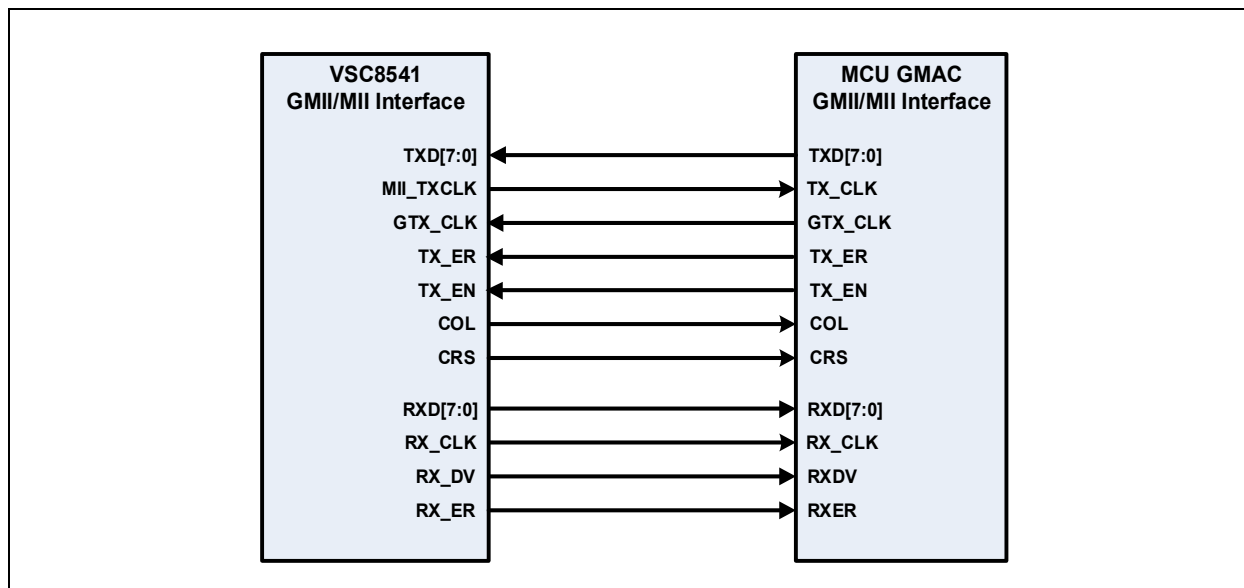 VSC8541
GMII/MII Interface
MCU GMAC
GMII/MII Interface
TXD[7:0] TXD[7:0]
MII_TXCLK TX_CLK
GTX_CLK GTX_CLK
TX_ER TX_ER
TX_EN TX_EN
COL COL
CRS CRS
RXD[7:0] RXD[7:0]
RX_CLK RX_CLK
RX_DV RXDV
RX_ER RXER